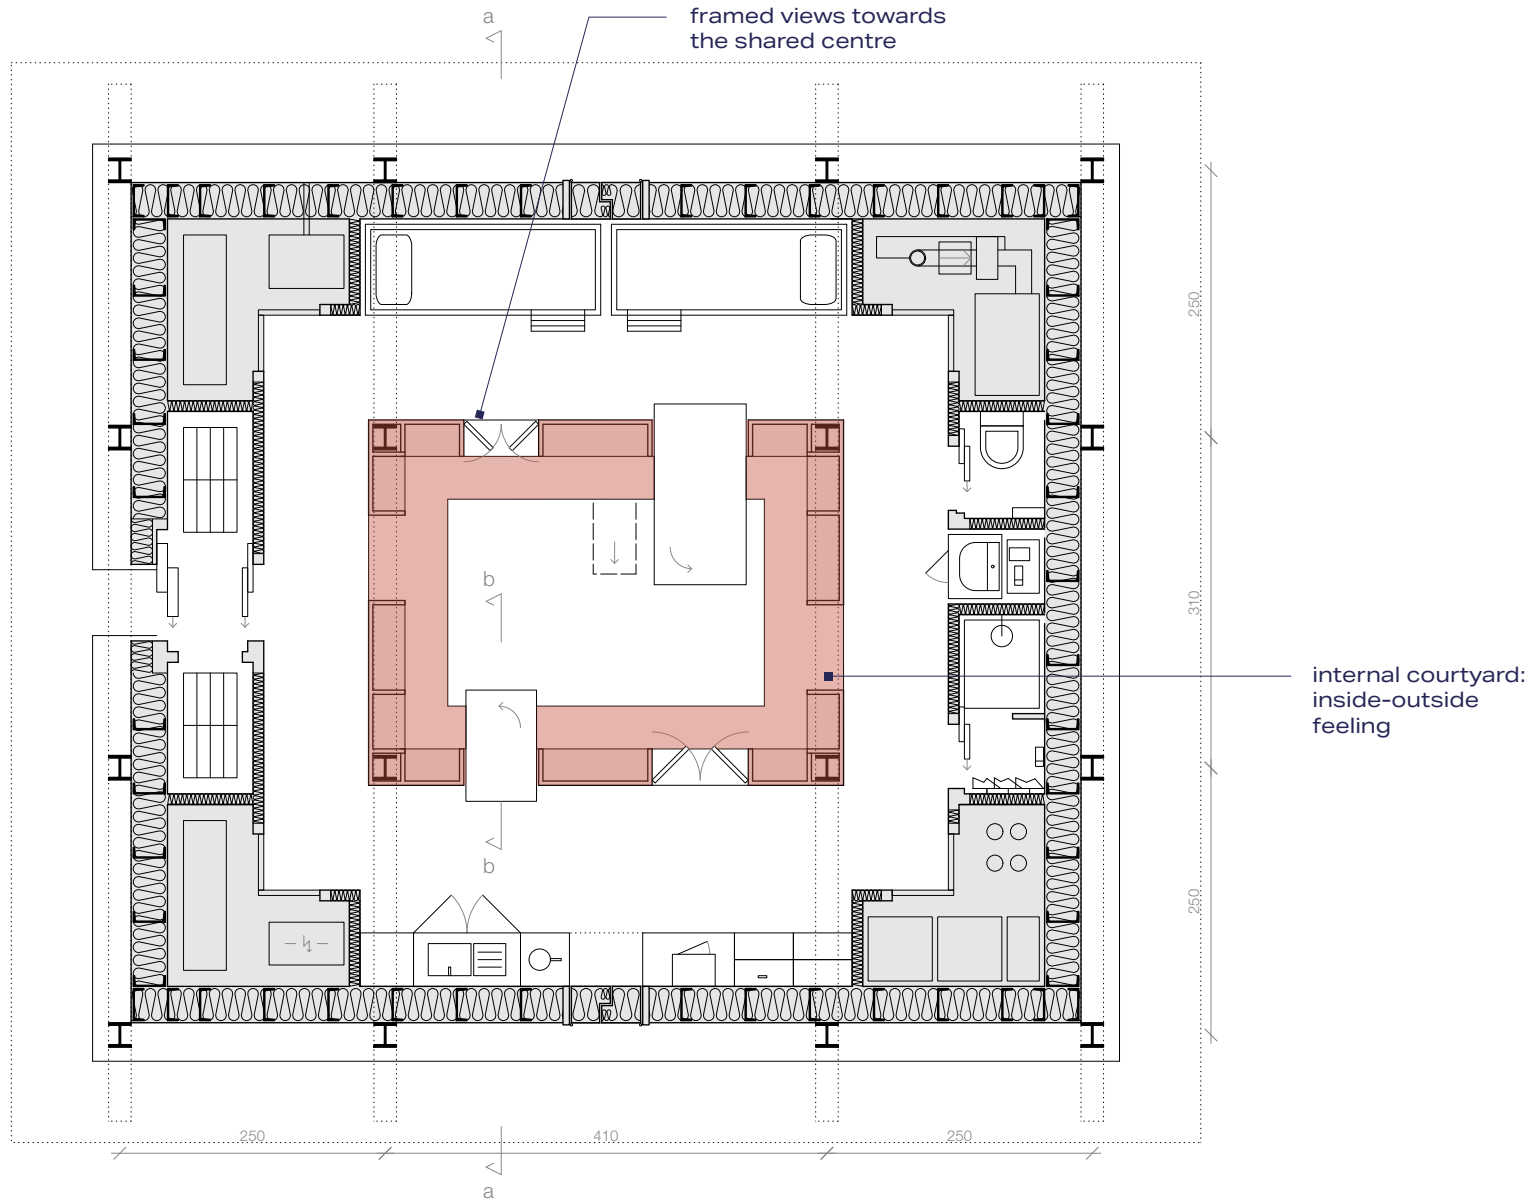 a
framed views towards
the shared centre
250
b
310
internal courtyard:
inside-outside
feeling
b
250
250
410
250
a